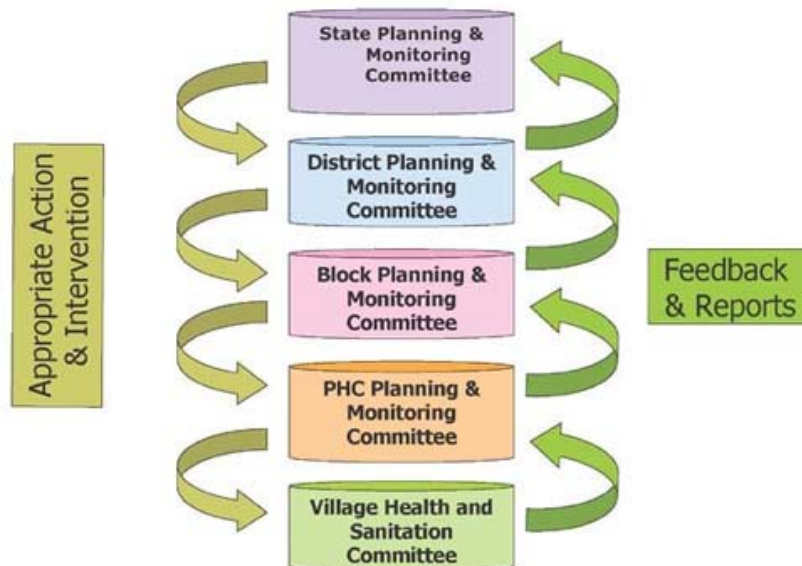 State Planning &
Monitoring
Committee
District Planning &
Monitoring
Committee
Block Planning &
Monitoring
Committee
PHC Planning &
Monitoring
Committee
Village Health and
Sanitation
Committee
Appropriate Action
& Intervention
Feedback
& Reports